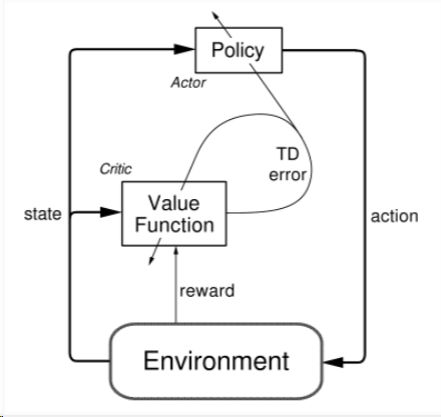 Policy
Actor
TD
error
Critic
Value
Function
state
action
reward
Environment